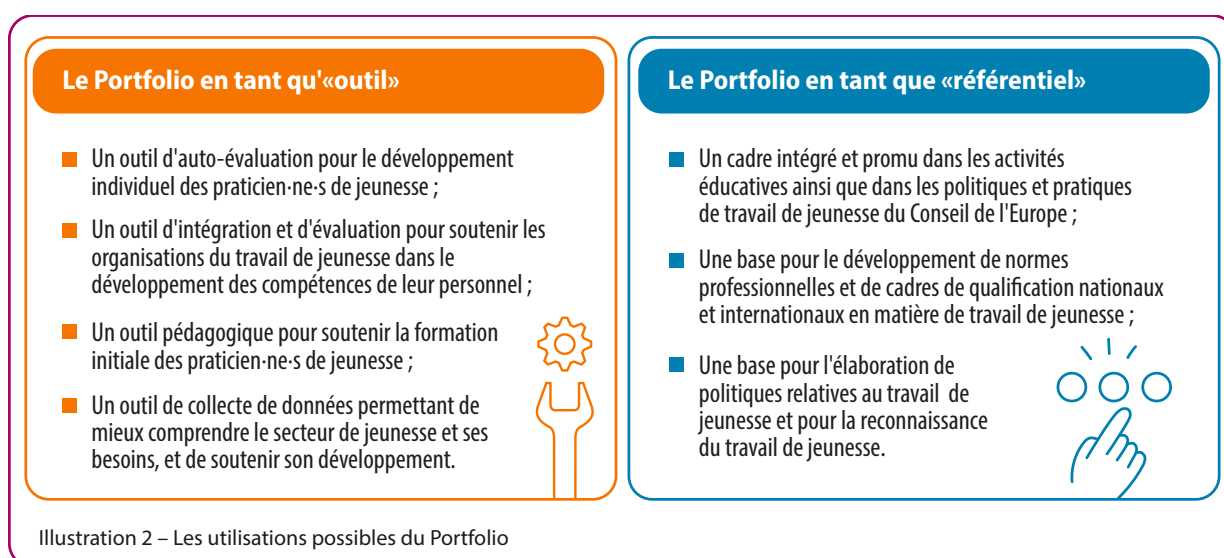 Le Portfolio en tant qu'«outil»
■ Un outil d'auto-évaluation pour le développement
individuel des praticien·ne·s de jeunesse ;
■ Un outil d'intégration et d'évaluation pour soutenir les
organisations du travail de jeunesse dans le
développement des compétences de leur personnel ;
■ Un outil pédagogique pour soutenir la formation
initiale des praticien·ne·s de jeunesse ;
■ Un outil de collecte de données permettant de
mieux comprendre le secteur de jeunesse et ses
besoins, et de soutenir son développement.
Le Portfolio en tant que «référentiel»
■ Un cadre intégré et promu dans les activités
éducatives ainsi que dans les politiques et pratiques
de travail de jeunesse du Conseil de l'Europe ;
■ Une base pour le développement de normes
professionnelles et de cadres de qualification nationaux
et internationaux en matière de travail de jeunesse ;
■ Une base pour l'élaboration de
politiques relatives au travail de
jeunesse et pour la reconnaissance
du travail de jeunesse.
Illustration 2 – Les utilisations possibles du Portfolio